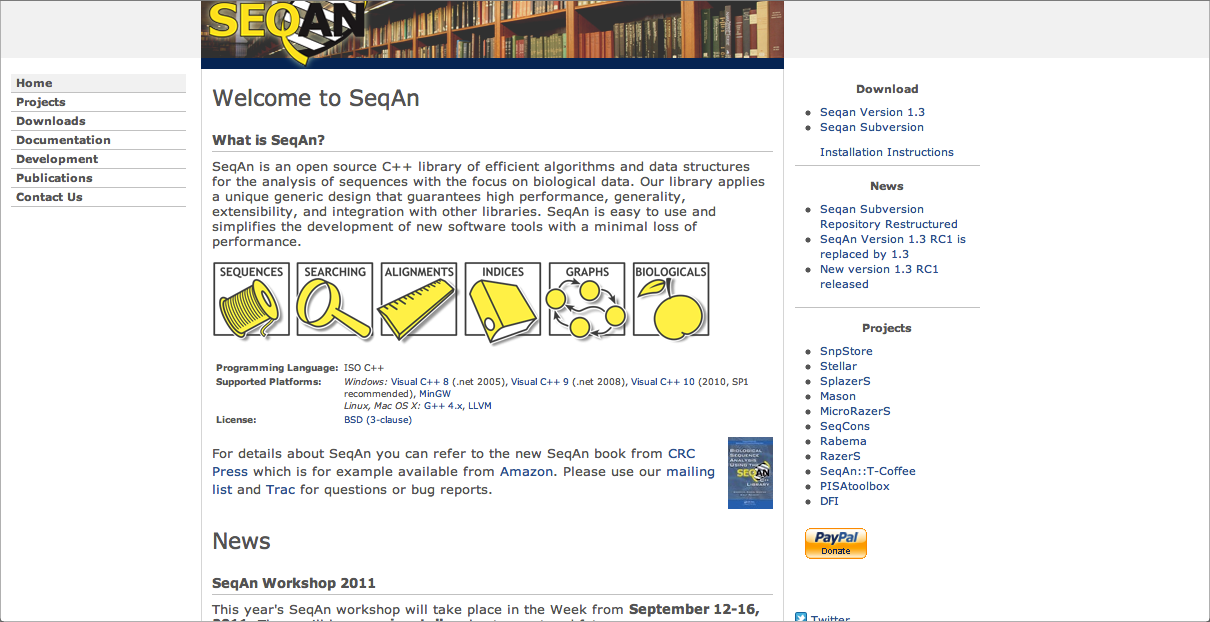 SEQAN
Home
Projects
Downloads
Documentation
Development
Publications
Contact Us
Welcome to SeqAn
What is SeqAn?
SeqAn is an open source C++ library of efficient algorithms and data structures
for the analysis of sequences with the focus on biological data. Our library applies
a unique generic design that guarantees high performance, generality,
extensibility, and integration with other libraries. SeqAn is easy to use and
simplifies the development of new software tools with a minimal loss of
performance.
SEQUENCES SEARCHING ALIGNMENTS INDICES GRAPHS BIOLOGICALS
Programming Language: ISO C++
Supported Platforms: Windows: Visual C++ 8 (.net 2005), Visual C++ 9 (.net 2008), Visual C++ 10 (2010, SP1
recommended), MinGW
Linux, Mac OS X: G++ 4.x, LLVM
License: BSD (3-clause)
For details about SeqAn you can refer to the new SeqAn book from CRC
Press which is for example available from Amazon. Please use our mailing
list and Trac for questions or bug reports.
BIOLOGICAL
SEQUENCE
ANALYSIS
USING THE
SEQAN
C++
LIBRARY
News
SeqAn Workshop 2011
This year's SeqAn workshop will take place in the Week from September 12-16,
Download
Seqan Version 1.3
Seqan Subversion
Installation Instructions
News
Seqan Subversion
Repository Restructured
SeqAn Version 1.3 RC1 is
replaced by 1.3
New version 1.3 RC1
released
Projects
SnpStore
Stellar
SplazerS
Mason
MicroRazerS
SeqCons
Rabema
RazerS
SeqAn::T-Coffee
PISAtoolbox
DFI
PayPal
Donate
Twitter